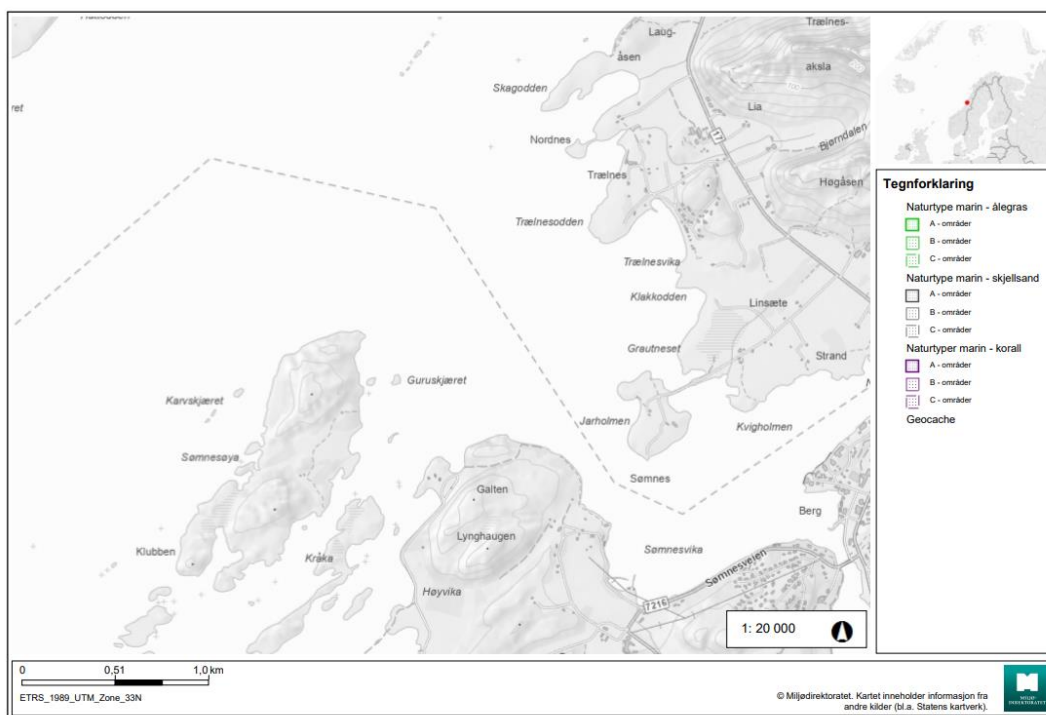 Trælnes-
Laug-
åsen
aksla
Skagodden
Lia
17
Bjørndalen
Nordnes
Trælnes
Høgåsen
Trælnesodden
Trælnesvika
Klakkodden
Linsæte
Grautneset
Strand
Guruskjæret
Karvskjæret
Jarholmen
Kvigholmen
Sømnesøya
Sømnes
Galten
Berg
Lynghaugen
Klubben
Kråka
Sømnesvika
Sømnesveien
Høyvika
7216
1: 20 000
Tegnforklaring
Naturtype marin - ålegras
A - områder
B - områder
C - områder
Naturtype marin - skjellsand
A - områder
B - områder
C - områder
Naturtyper marin - korall
A - områder
B - områder
C - områder
Geocache
0 0,51 1,0 km
ETRS_1989_UTM_Zone_33N
© Miljødirektoratet. Kartet inneholder informasjon fra
andre kilder (bl.a. Statens kartverk).
MILJØ-
DIREKTORATET